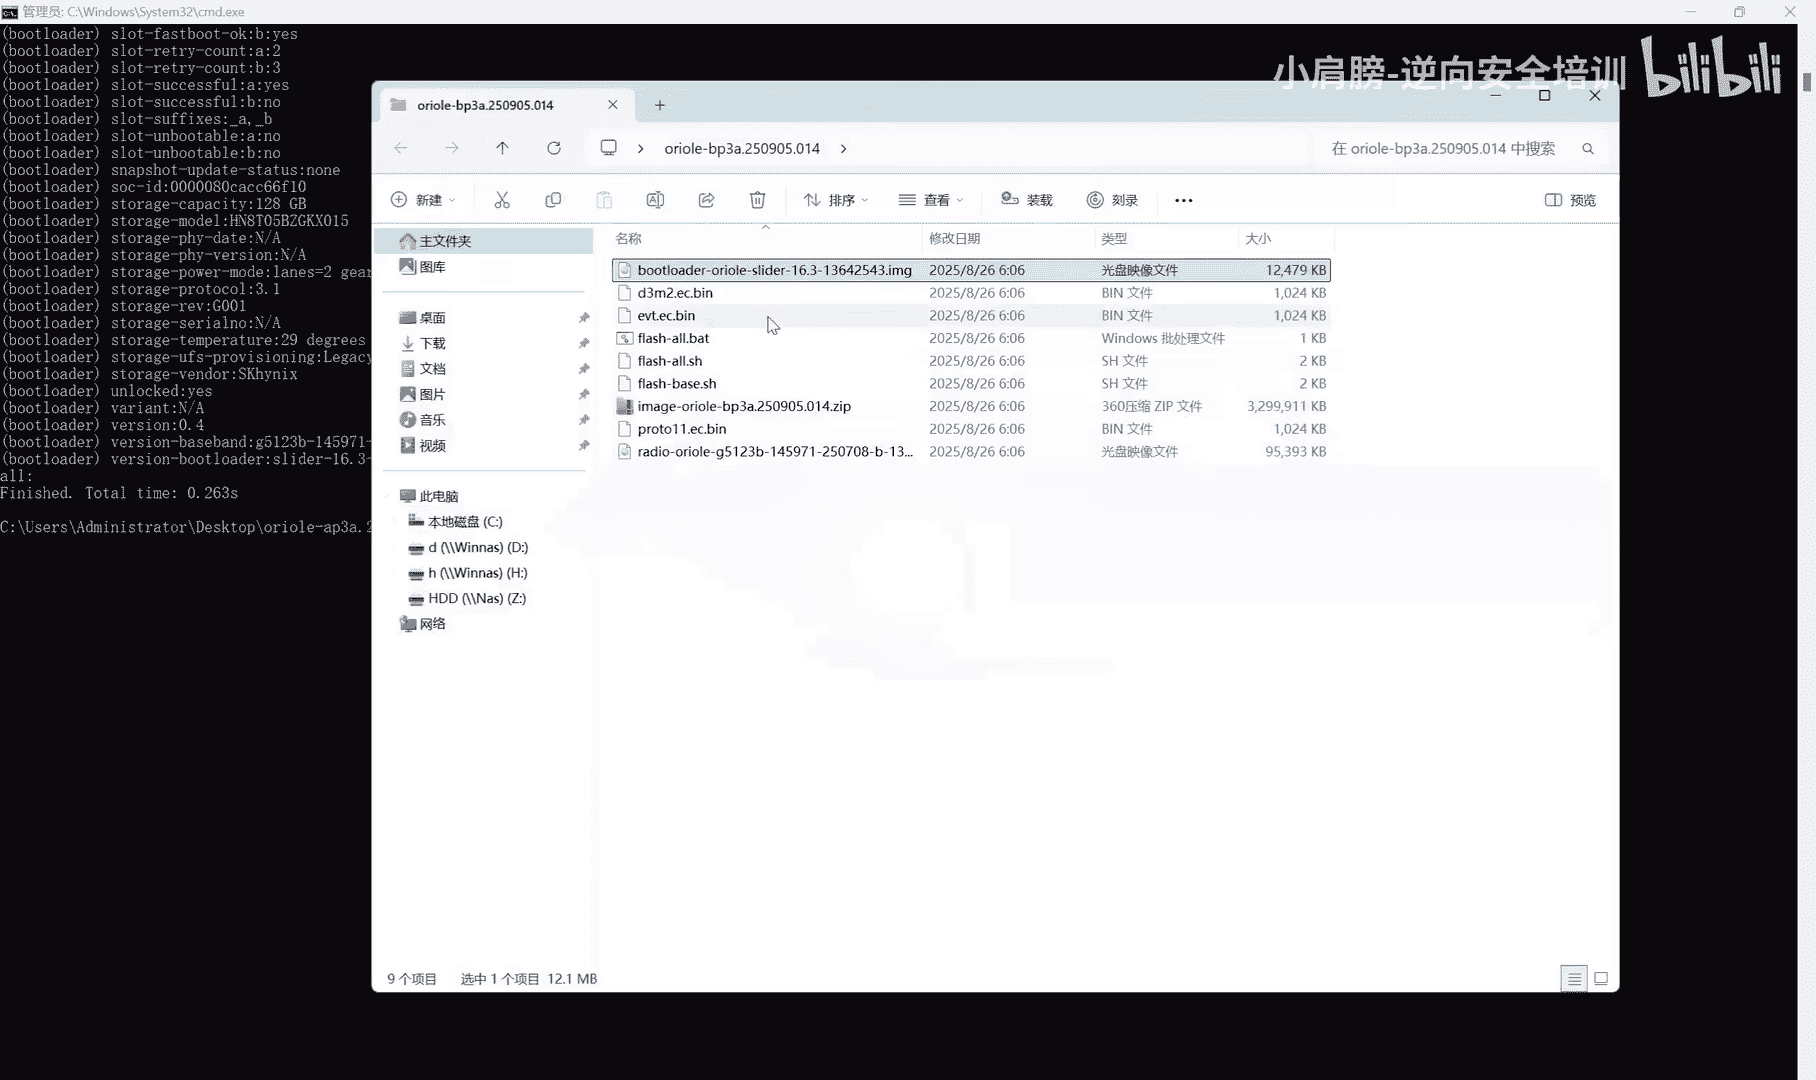 管理员: C:\Windows\System32\cmd.exe
(bootloader) slot-fastboot-ok:b:yes
(bootloader) slot-retry-count:a:2
(bootloader) slot-retry-count:b:3
(bootloader) slot-successful:a:yes
(bootloader) slot-successful:b:no
(bootloader) slot-suffixes:_a,_b
(bootloader) slot-unbootable:a:no
(bootloader) slot-unbootable:b:no
(bootloader) snapshot-update-status:none
(bootloader) soc-id:0000080cacc66f10
(bootloader) storage-capacity:128 GB
(bootloader) storage-model:HN8T05BZGKX015
(bootloader) storage-phy-date:N/A
(bootloader) storage-phy-version:N/A
(bootloader) storage-power-mode:lanes=2 gear
(bootloader) storage-protocol:3.1
(bootloader) storage-rev:G001
(bootloader) storage-serialno:N/A
(bootloader) storage-temperature:29 degrees
(bootloader) storage-ufs-provisioning:Legacy
(bootloader) storage-vendor:SKhynix
(bootloader) unlocked:yes
(bootloader) variant:N/A
(bootloader) version:0.4
(bootloader) version-baseband:g5123b-145971-
(bootloader) version-bootloader:slider-16.3-
all:
Finished. Total time: 0.263s
C:\Users\Administrator\Desktop\oriole-ap3a.2
小肩膀-逆向安全培训 bilibili
oriole-bp3a.250905.014
oriole-bp3a.250905.014
在 oriole-bp3a.250905.014 中搜索
新建 排序 查看 装载 刻录 预览
主文件夹
图库
桌面
下载
文档
图片
音乐
视频
此电脑
本地磁盘 (C:)
d (\\Winnas) (D:)
h (\\Winnas) (H:)
HDD (\\Nas) (Z:)
网络
名称 修改日期 类型 大小
bootloader-oriole-slider-16.3-13642543.img 2025/8/26 6:06 光盘映像文件 12,479 KB
d3m2.ec.bin 2025/8/26 6:06 BIN 文件 1,024 KB
evt.ec.bin 2025/8/26 6:06 BIN 文件 1,024 KB
flash-all.bat 2025/8/26 6:06 Windows 批处理文件 1 KB
flash-all.sh 2025/8/26 6:06 SH 文件 2 KB
flash-base.sh 2025/8/26 6:06 SH 文件 2 KB
image-oriole-bp3a.250905.014.zip 2025/8/26 6:06 360压缩 ZIP 文件 3,299,911 KB
proto11.ec.bin 2025/8/26 6:06 BIN 文件 1,024 KB
radio-oriole-g5123b-145971-250708-b-13... 2025/8/26 6:06 光盘映像文件 95,393 KB
9 个项目 选中 1 个项目 12.1 MB